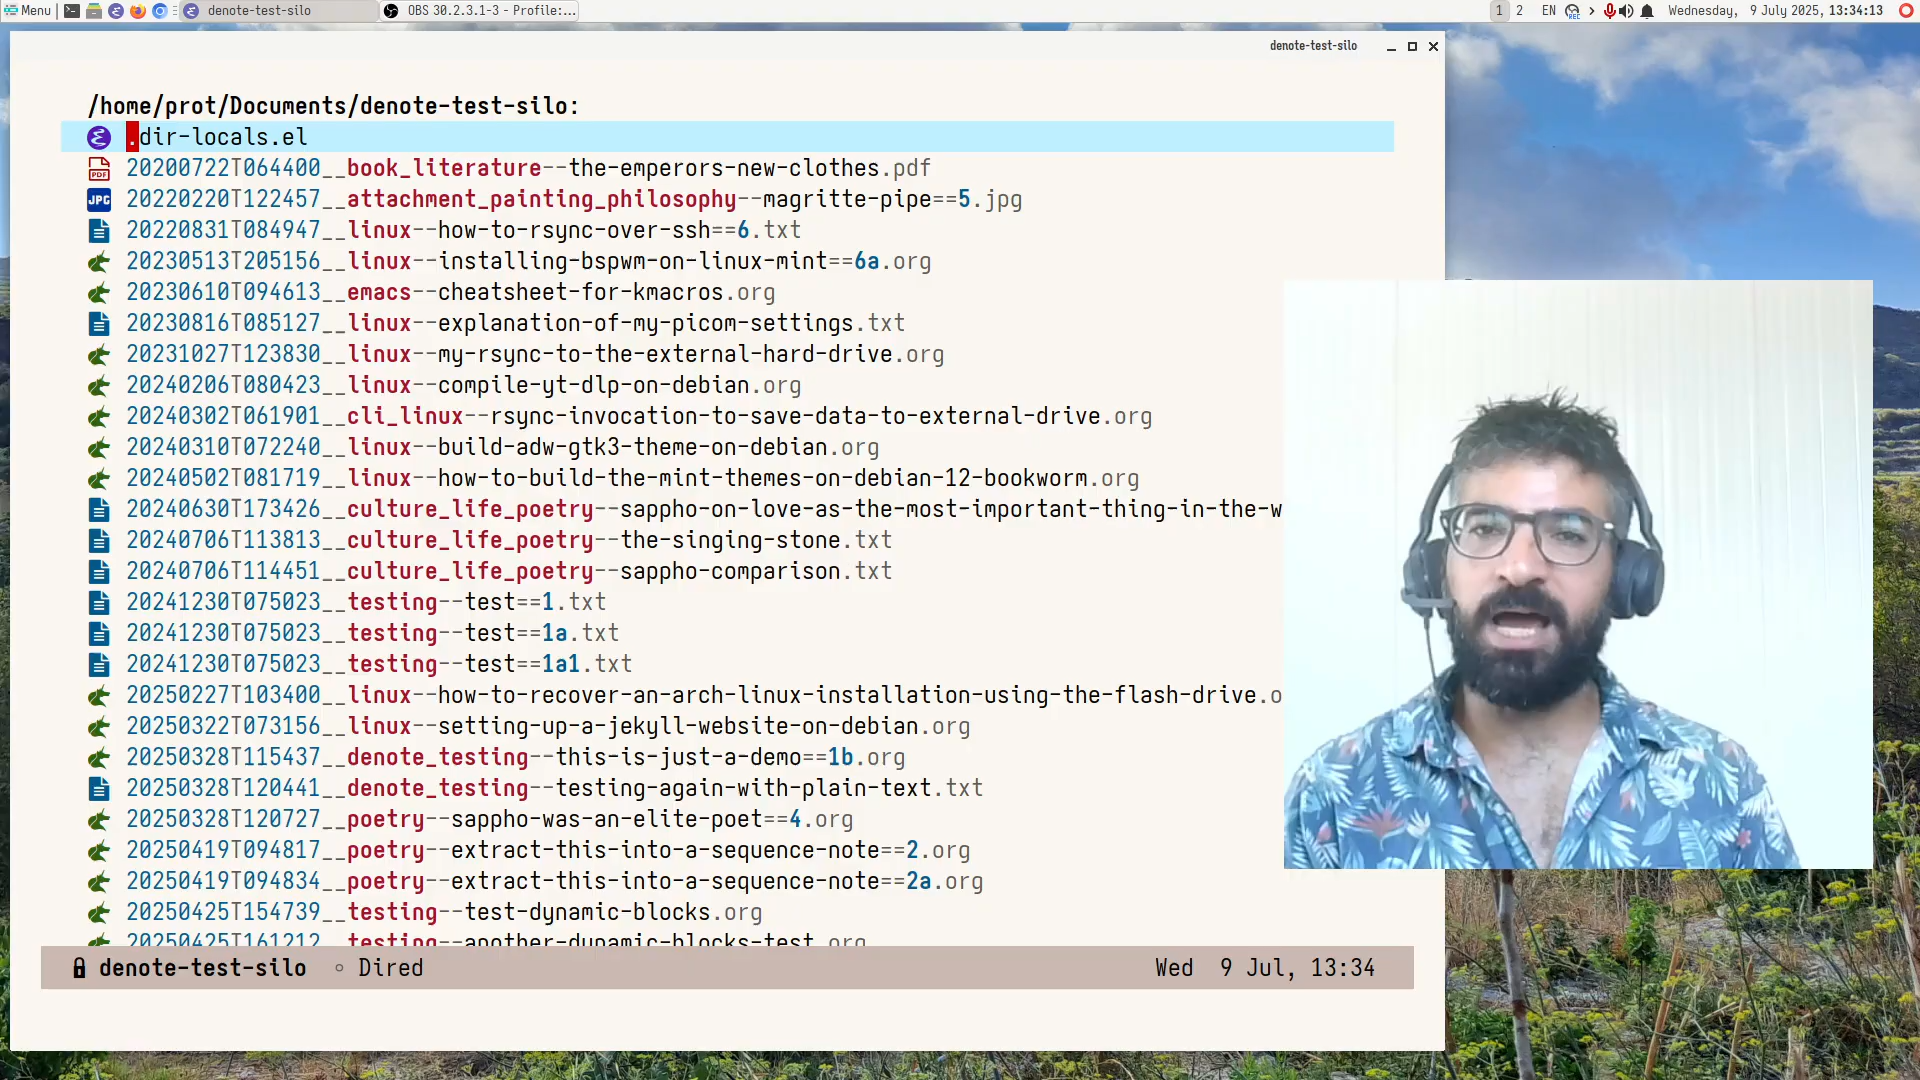 Menu
denote-test-silo
OBS 30.2.3.1-3 - Profile:...
1 2 EN REC Wednesday, 9 July 2025, 13:34:13
denote-test-silo
/home/prot/Documents/denote-test-silo:
.dir-locals.el
PDF 20200722T064400__book_literature--the-emperors-new-clothes.pdf
JPG 20220220T122457__attachment_painting_philosophy--magritte-pipe==5.jpg
20220831T084947__linux--how-to-rsync-over-ssh==6.txt
20230513T205156__linux--installing-bspwm-on-linux-mint==6a.org
20230610T094613__emacs--cheatsheet-for-kmacros.org
20230816T085127__linux--explanation-of-my-picom-settings.txt
20231027T123830__linux--my-rsync-to-the-external-hard-drive.org
20240206T080423__linux--compile-yt-dlp-on-debian.org
20240302T061901__cli_linux--rsync-invocation-to-save-data-to-external-drive.org
20240310T072240__linux--build-adw-gtk3-theme-on-debian.org
20240502T081719__linux--how-to-build-the-mint-themes-on-debian-12-bookworm.org
20240630T173426__culture_life_poetry--sappho-on-love-as-the-most-important-thing-in-the-w
20240706T113813__culture_life_poetry--the-singing-stone.txt
20240706T114451__culture_life_poetry--sappho-comparison.txt
20241230T075023__testing--test==1.txt
20241230T075023__testing--test==1a.txt
20241230T075023__testing--test==1a1.txt
20250227T103400__linux--how-to-recover-an-arch-linux-installation-using-the-flash-drive.o
20250322T073156__linux--setting-up-a-jekyll-website-on-debian.org
20250328T115437__denote_testing--this-is-just-a-demo==1b.org
20250328T120441__denote_testing--testing-again-with-plain-text.txt
20250328T120727__poetry--sappho-was-an-elite-poet==4.org
20250419T094817__poetry--extract-this-into-a-sequence-note==2.org
20250419T094834__poetry--extract-this-into-a-sequence-note==2a.org
20250425T154739__testing--test-dynamic-blocks.org
20250425T161212__testing--another-dynamic-blocks-test.org
denote-test-silo ◦ Dired Wed 9 Jul, 13:34